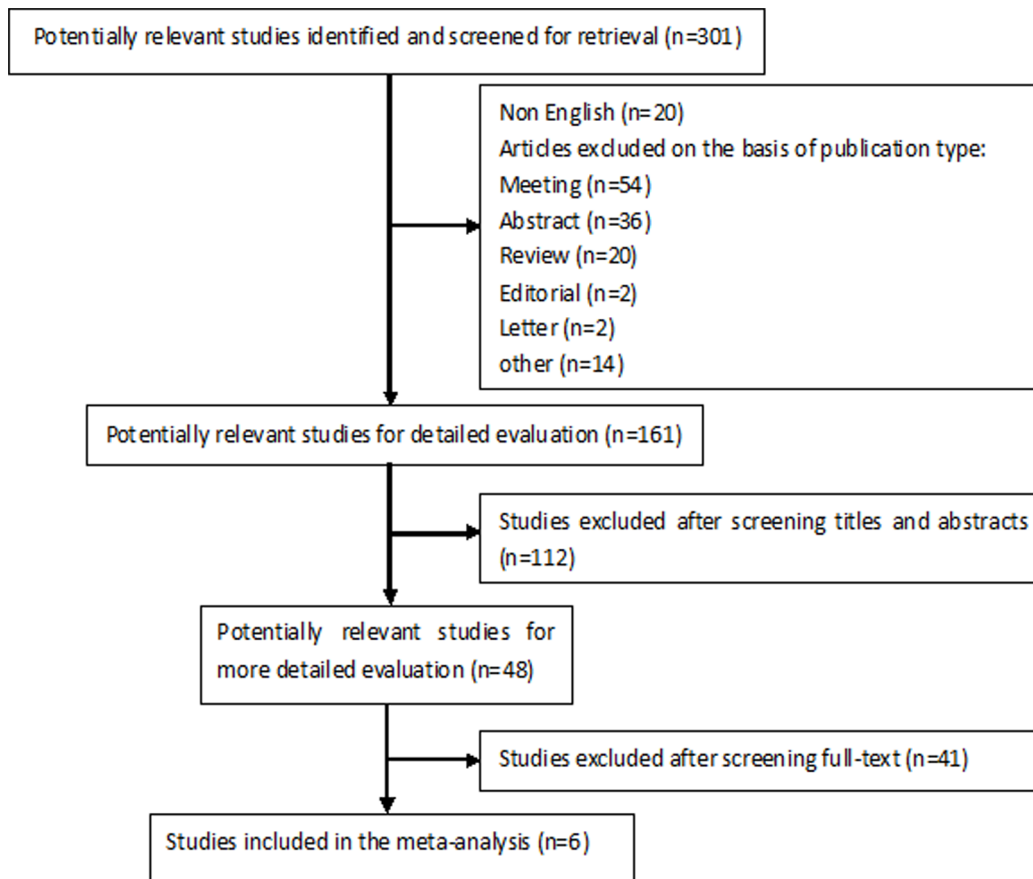 Potentially relevant studies identified and screened for retrieval (n=301)
Non English (n=20)
Articles excluded on the basis of publication type:
Meeting (n=54)
Abstract (n=36)
Review (n=20)
Editorial (n=2)
Letter (n=2)
other (n=14)
Potentially relevant studies for detailed evaluation (n=161)
Studies excluded after screening titles and abstracts
(n=112)
Potentially relevant studies for
more detailed evaluation (n=48)
Studies excluded after screening full-text (n=41)
Studies included in the meta-analysis (n=6)